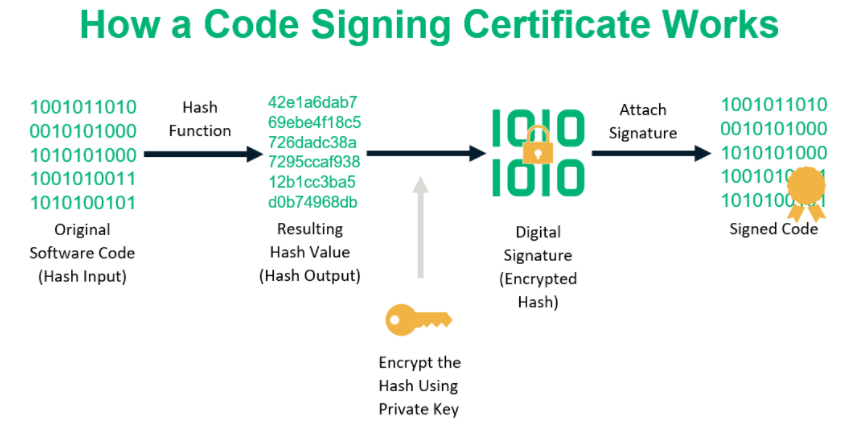 How a Code Signing Certificate Works
1001011010
0010101000
1010101000
1001010011
1010100101
Original
Software Code
(Hash Input)
Hash
Function
42e1a6dab7
69ebe4f18c5
726dadc38a
7295ccaf938
12b1cc3ba5
d0b74968db
Resulting
Hash Value
(Hash Output)
Encrypt the
Hash Using
Private Key
1010
1010
Digital
Signature
(Encrypted
Hash)
Attach
Signature
1001011010
0010101000
1010101000
Signed Code